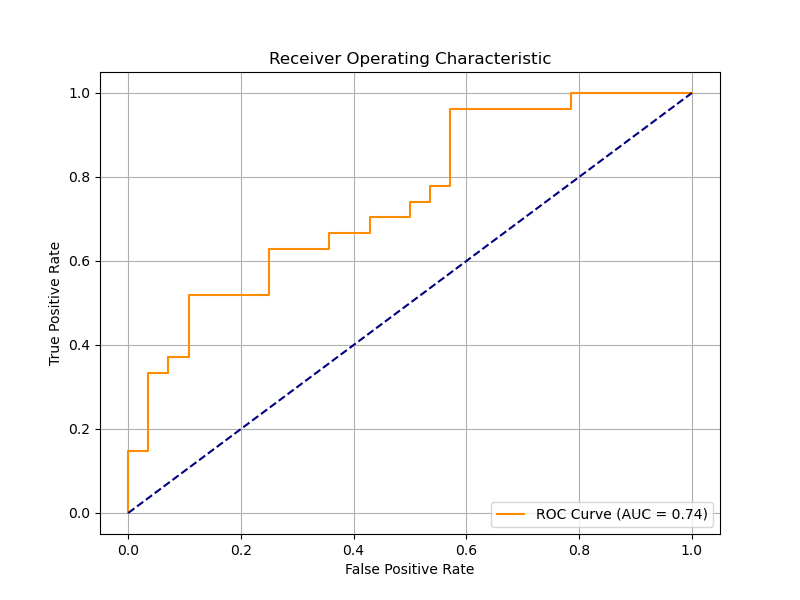 Receiver Operating Characteristic
True Positive Rate
1.0
0.8
0.6
0.4
0.2
0.0
0.0 0.2 0.4 0.6 0.8 1.0
False Positive Rate
ROC Curve (AUC = 0.74)